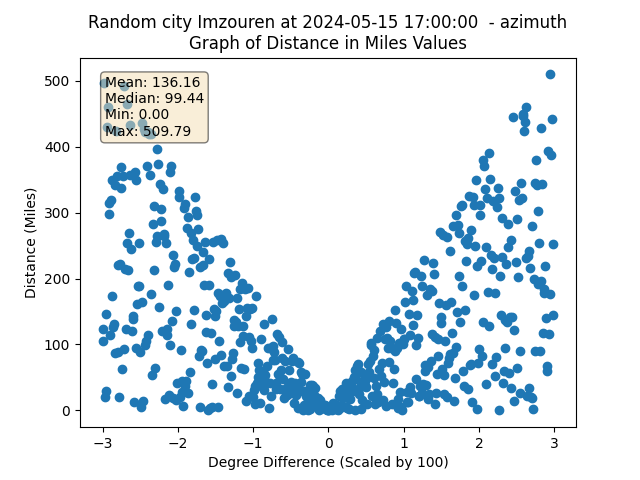 Random city Imzouren at 2024-05-15 17:00:00  - azimuth
Graph of Distance in Miles Values
Mean: 136.16
Median: 99.44
Min: 0.00
Max: 509.79
500
400
300
200
100
0
Distance (Miles)
−3
−2
−1
0
1
2
3
Degree Difference (Scaled by 100)